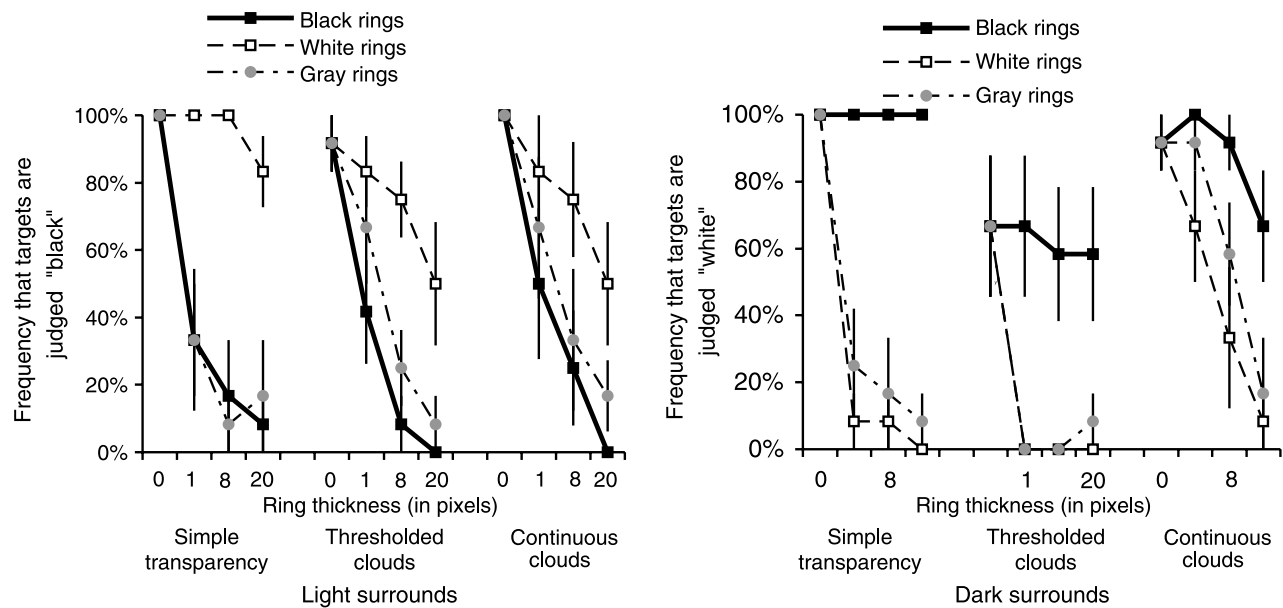 Black rings
White rings
Gray rings
Frequency that targets are
judged "black"
100%
80%
60%
40%
20%
0%
0 1 8 20 0 1 8 20 0 1 8 20
Ring thickness (in pixels)
Simple
transparency
Thresholded
clouds
Continuous
clouds
Light surrounds
Black rings
White rings
Gray rings
Frequency that targets are
judged "white"
100%
80%
60%
40%
20%
0%
0 8 1 20 0 8
Ring thickness (in pixels)
Simple
transparency
Thresholded
clouds
Continuous
clouds
Dark surrounds